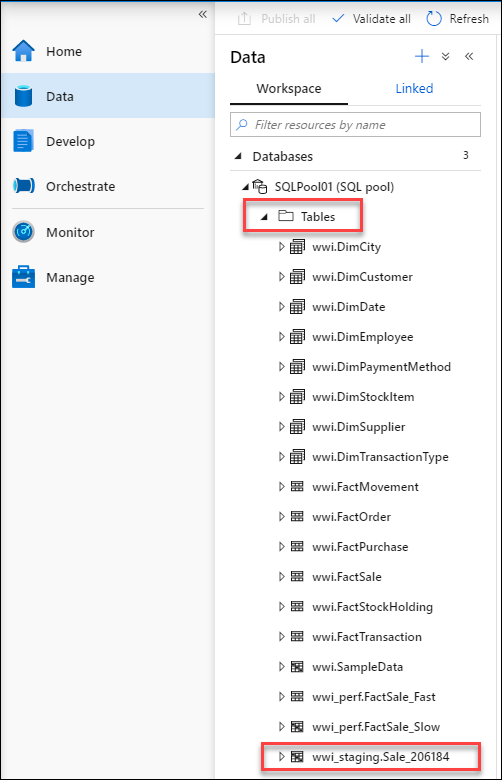 Publish all Validate all Refresh
Home
Data
Develop
Orchestrate
Monitor
Manage
Data
Workspace Linked
Filter resources by name
Databases 3
SQLPool01 (SQL pool)
Tables
wwi.DimCity
wwi.DimCustomer
wwi.DimDate
wwi.DimEmployee
wwi.DimPaymentMethod
wwi.DimStockItem
wwi.DimSupplier
wwi.DimTransactionType
wwi.FactMovement
wwi.FactOrder
wwi.FactPurchase
wwi.FactSale
wwi.FactStockHolding
wwi.FactTransaction
wwi.SampleData
wwi_perf.FactSale_Fast
wwi_perf.FactSale_Slow
wwi_staging.Sale_206184